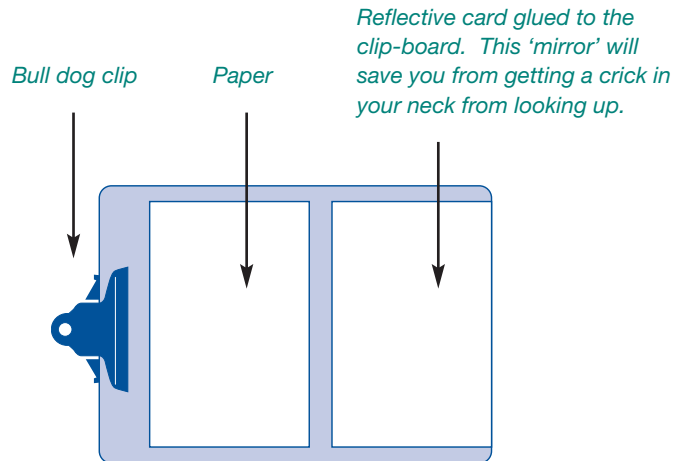 Bull dog clip
Paper
Reflective card glued to the
clip-board.  This ‘mirror’ will
save you from getting a crick in
your neck from looking up.